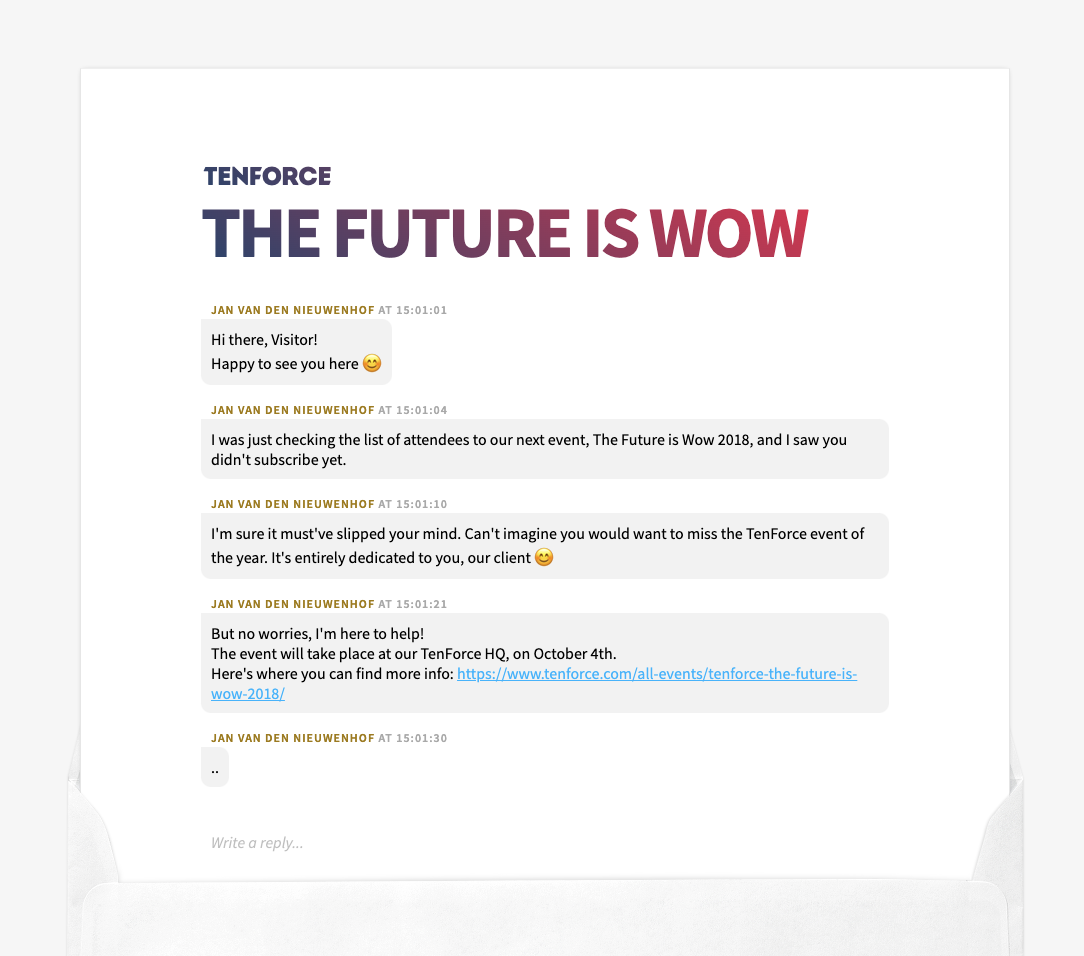 TENFORCE
THE FUTURE IS WOW
JAN VAN DEN NIEUWENHOF AT 15:01:01
Hi there, Visitor!
Happy to see you here 😊
JAN VAN DEN NIEUWENHOF AT 15:01:04
I was just checking the list of attendees to our next event, The Future is Wow 2018, and I saw you
didn't subscribe yet.
JAN VAN DEN NIEUWENHOF AT 15:01:10
I'm sure it must've slipped your mind. Can't imagine you would want to miss the TenForce event of
the year. It's entirely dedicated to you, our client 😊
JAN VAN DEN NIEUWENHOF AT 15:01:21
But no worries, I'm here to help!
The event will take place at our TenForce HQ, on October 4th.
Here's where you can find more info: https://www.tenforce.com/all-events/tenforce-the-future-is-
wow-2018/
JAN VAN DEN NIEUWENHOF AT 15:01:30
..
Write a reply...